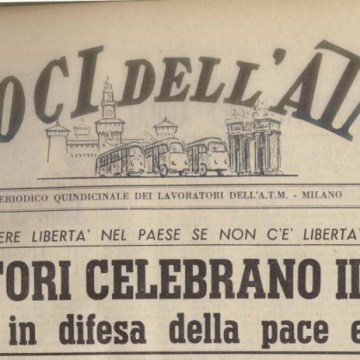 OCI DELL'AT
ERIODICO QUINDICINALE DEI LAVORATORI DELL'A.T.M. - MILANO
ERE LIBERTA' NEL PAESE SE NON C'È LIBERTA'
TORI CELEBRANO IL
in difesa della pace e